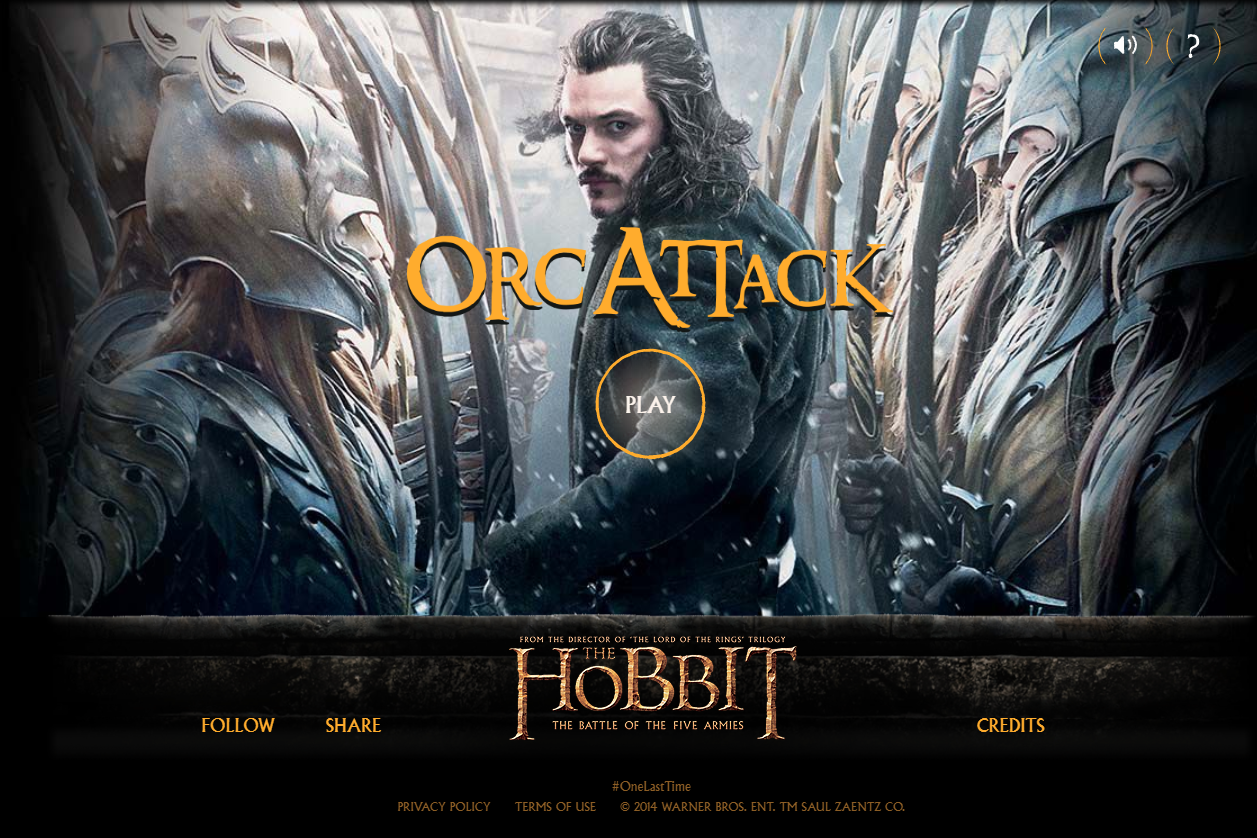 ?
ORC ATTACK
PLAY
FROM THE DIRECTOR OF 'THE LORD OF THE RINGS' TRILOGY
THE
HOBBIT
THE BATTLE OF THE FIVE ARMIES
FOLLOW SHARE CREDITS
#OneLastTime
PRIVACY POLICY TERMS OF USE © 2014 WARNER BROS. ENT. TM SAUL ZAENTZ CO.